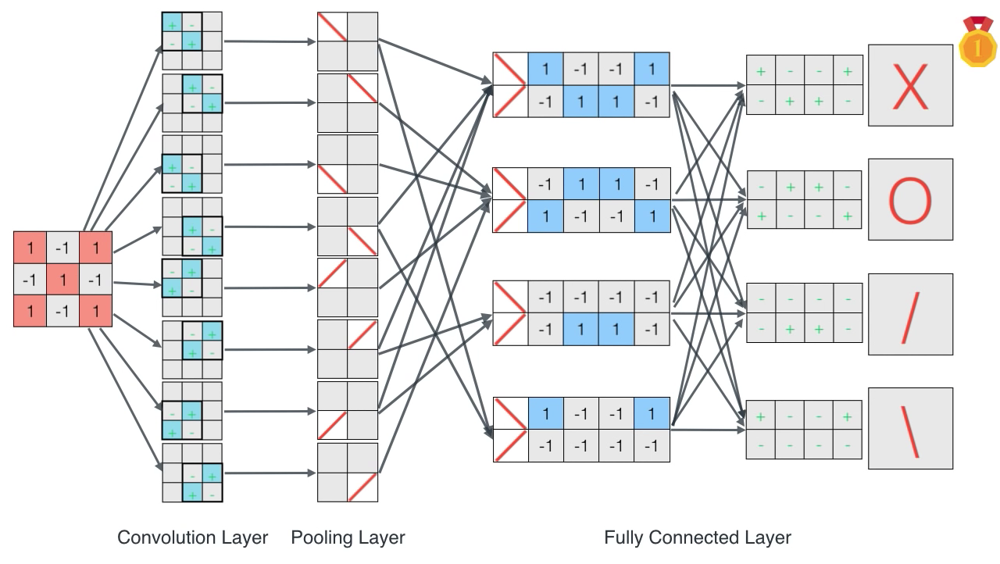 + -
- +
+ -
- +
+ -
- +
+ -
- +
- +
+ -
- +
+ -
- +
+ -
- +
+ -
1 -1 1
-1 1 -1
1 -1 1
1 -1 -1 1
-1 1 1 -1
-1 1 1 -1
1 -1 -1 1
-1 -1 -1 -1
-1 1 1 -1
1 -1 -1 1
-1 -1 -1 -1
+ - - +
- + + -
- + + -
+ - - +
- - - -
- + + -
+ - - +
- - - -
1
X
O
/
\
Convolution Layer
Pooling Layer
Fully Connected Layer